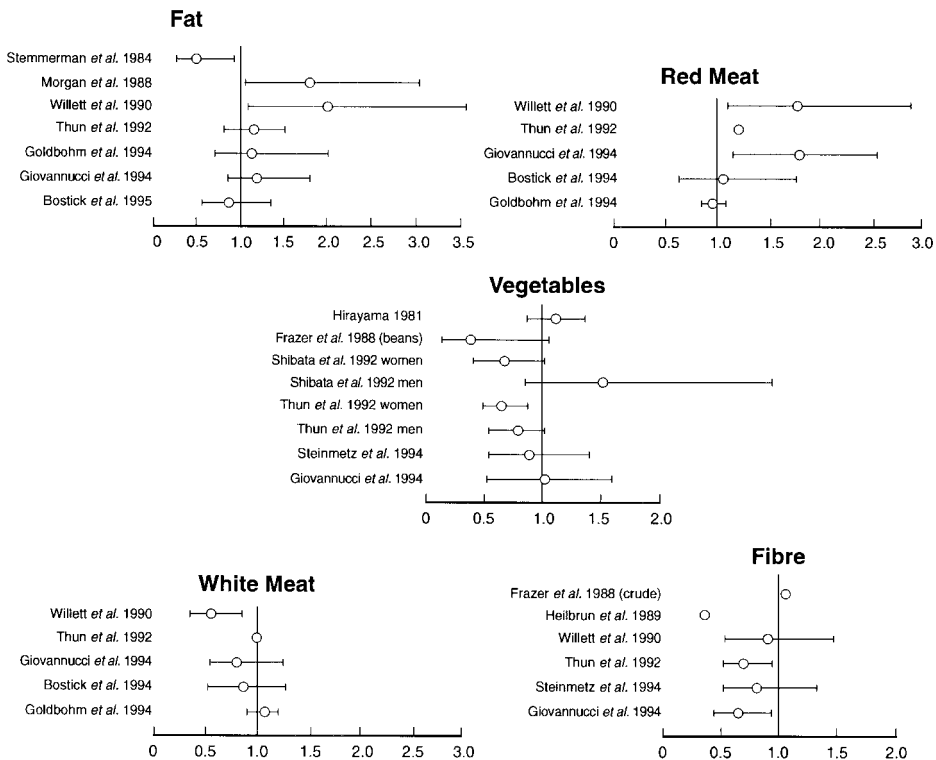 Fat
Stemmerman et al. 1984
Morgan et al. 1988
Willett et al. 1990
Thun et al. 1992
Goldbohm et al. 1994
Giovannucci et al. 1994
Bostick et al. 1995
0 0.5 1.0 1.5 2.0 2.5 3.0 3.5
Red Meat
Willett et al. 1990
Thun et al. 1992
Giovannucci et al. 1994
Bostick et al. 1994
Goldbohm et al. 1994
0 0.5 1.0 1.5 2.0 2.5 3.0
Vegetables
Hirayama 1981
Frazer et al. 1988 (beans)
Shibata et al. 1992 women
Shibata et al. 1992 men
Thun et al. 1992 women
Thun et al. 1992 men
Steinmetz et al. 1994
Giovannucci et al. 1994
0 0.5 1.0 1.5 2.0
White Meat
Willett et al. 1990
Thun et al. 1992
Giovannucci et al. 1994
Bostick et al. 1994
Goldbohm et al. 1994
0 0.5 1.0 1.5 2.0 2.5 3.0
Fibre
Frazer et al. 1988 (crude)
Heilbrun et al. 1989
Willett et al. 1990
Thun et al. 1992
Steinmetz et al. 1994
Giovannucci et al. 1994
0 0.5 1.0 1.5 2.0